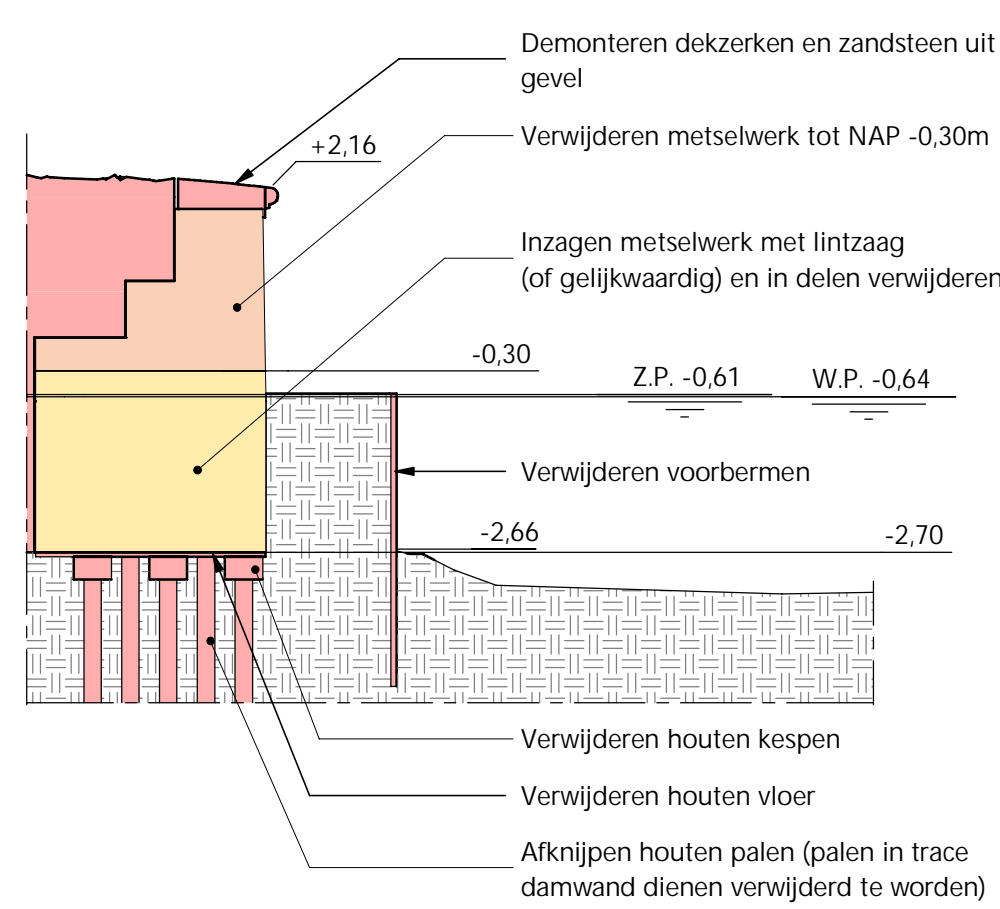 Demonteren dekzerken en zandsteen uit
gevel
Verwijderen metselwerk tot NAP -0,30m
+2,16
Inzagen metselwerk met lintzaag
(of gelijkwaardig) en in delen verwijderen
-0,30
Z.P. -0,61
W.P. -0,64
Verwijderen voorbermen
-2,66
-2,70
Verwijderen houten kespen
Verwijderen houten vloer
Afknijpen houten palen (palen in trace
damwand dienen verwijderd te worden)